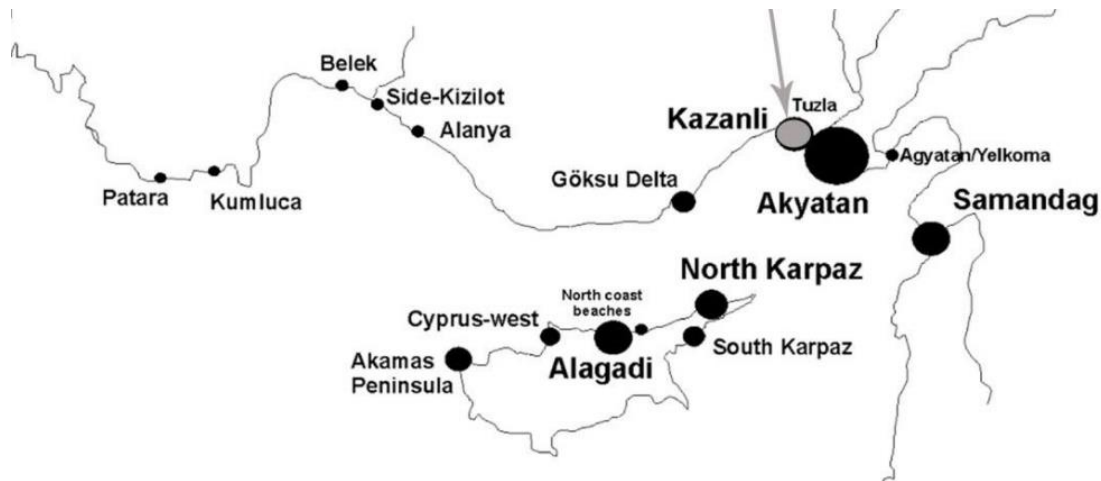 Belek
Side-Kizilot
Alanya
Patara
Kumluca
Göksu Delta
Kazanli
Tuzla
Akyatan
Agyatan/Yelkoma
Samandag
North Karpaz
North coast
beaches
Cyprus-west
Alagadi
South Karpaz
Akamas
Peninsula